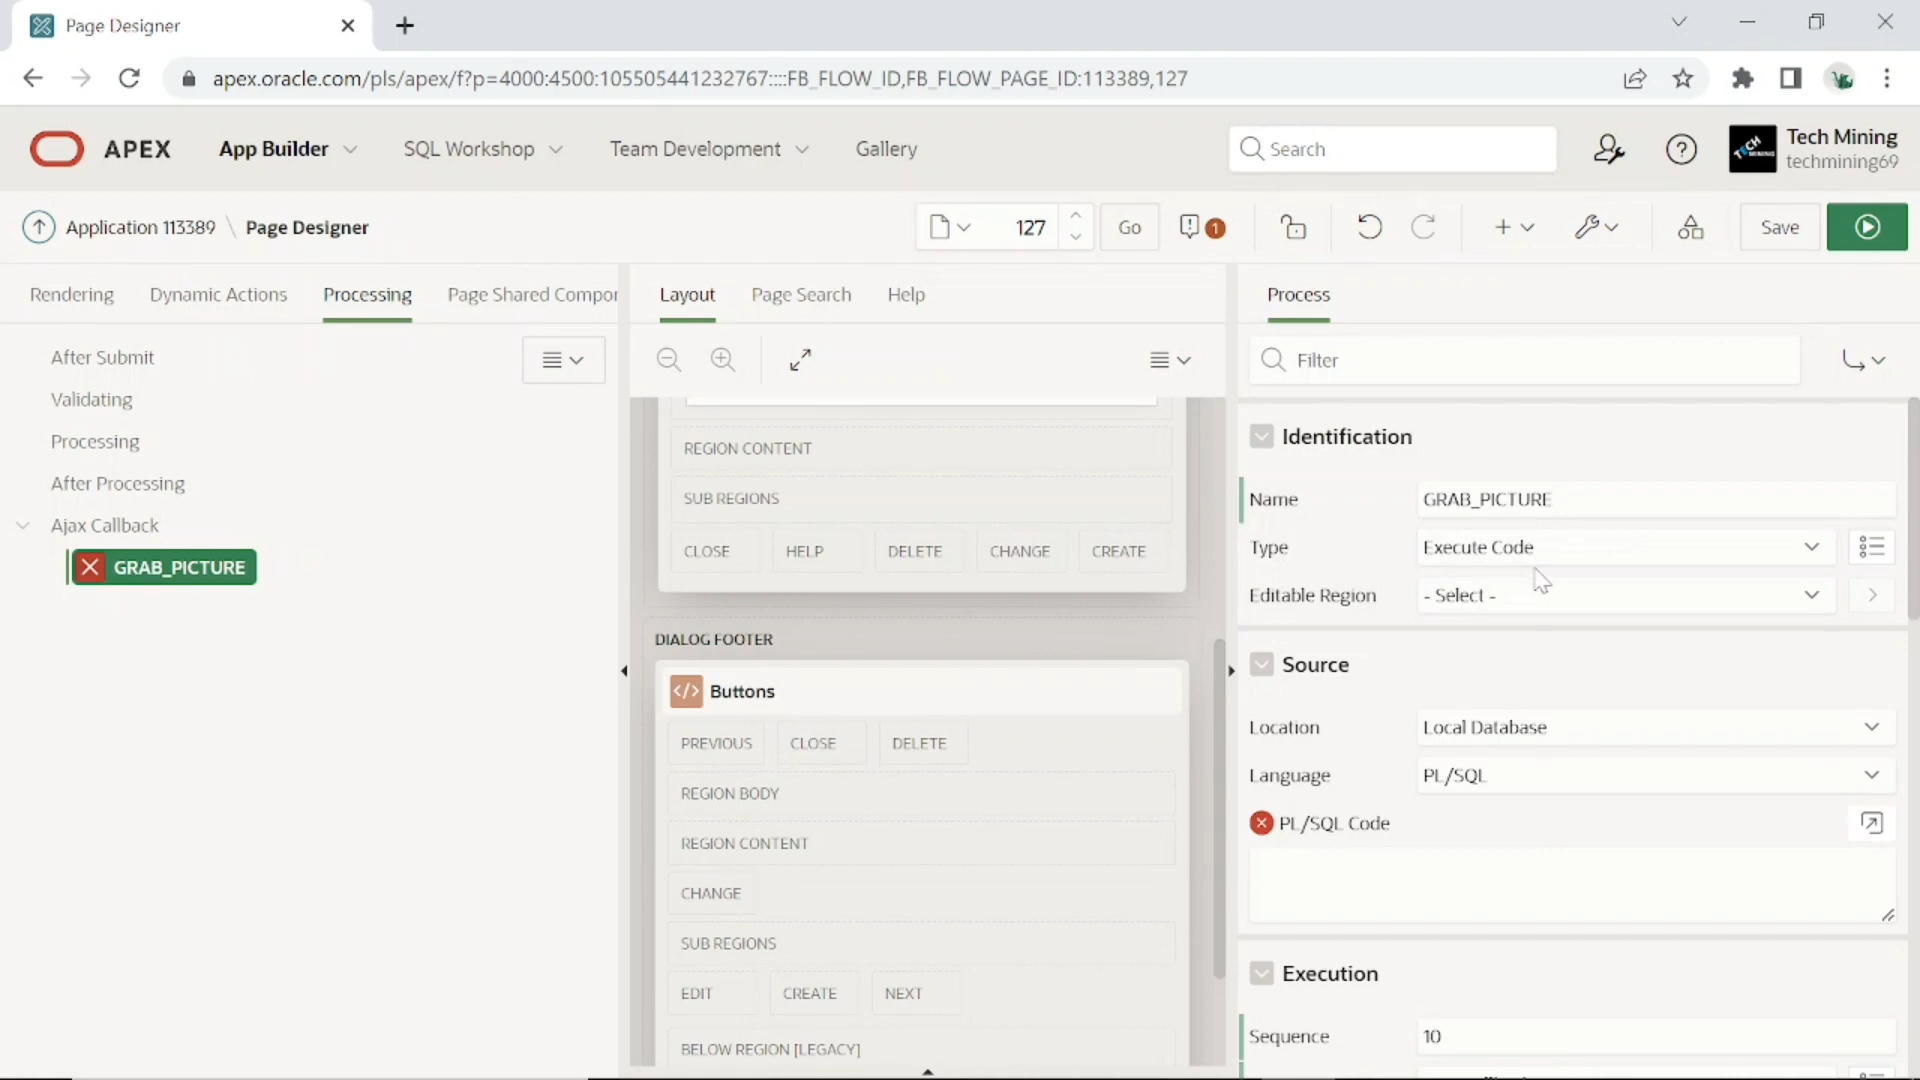 Page Designer
apex.oracle.com/pls/apex/f?p=4000:4500:105505441232767::::FB_FLOW_ID,FB_FLOW_PAGE_ID:113389,127
APEX App Builder SQL Workshop Team Development Gallery Search Tech Mining
techmining69
Application 113389 \ Page Designer 127 Go 1 Save
Rendering Dynamic Actions Processing Page Shared Compor Layout Page Search Help Process
After Submit
Filter
Validating
Processing
After Processing
Ajax Callback
GRAB_PICTURE
REGION CONTENT
SUB REGIONS
CLOSE HELP DELETE CHANGE CREATE
DIALOG FOOTER
</> Buttons
PREVIOUS CLOSE DELETE
REGION BODY
REGION CONTENT
CHANGE
SUB REGIONS
EDIT CREATE NEXT
BELOW REGION [LEGACY]
Identification
Name GRAB_PICTURE
Type Execute Code
Editable Region - Select -
Source
Location Local Database
Language PL/SQL
PL/SQL Code
Execution
Sequence 10